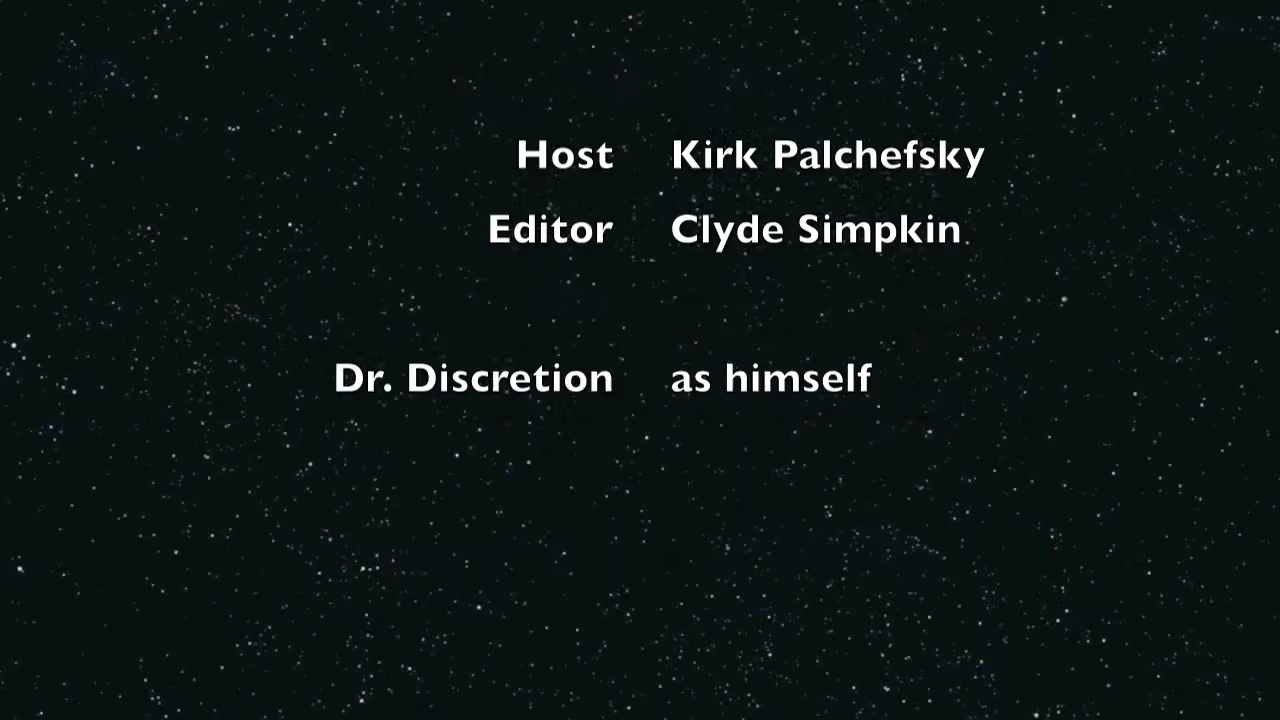 Host Kirk Palchefsky
Editor Clyde Simpkin
Dr. Discretion as himself